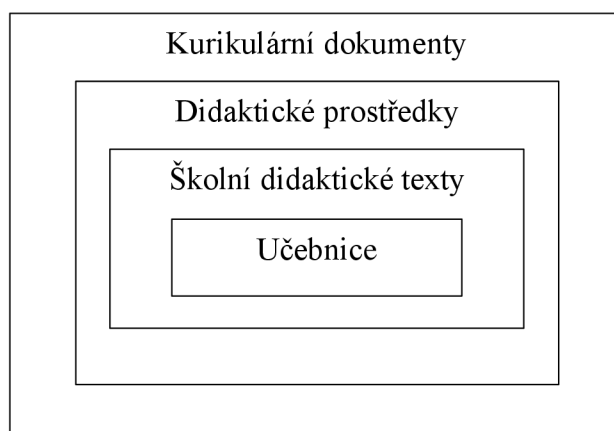 Kurikulární dokumenty
Didaktické prostředky
Školní didaktické texty
Učebnice